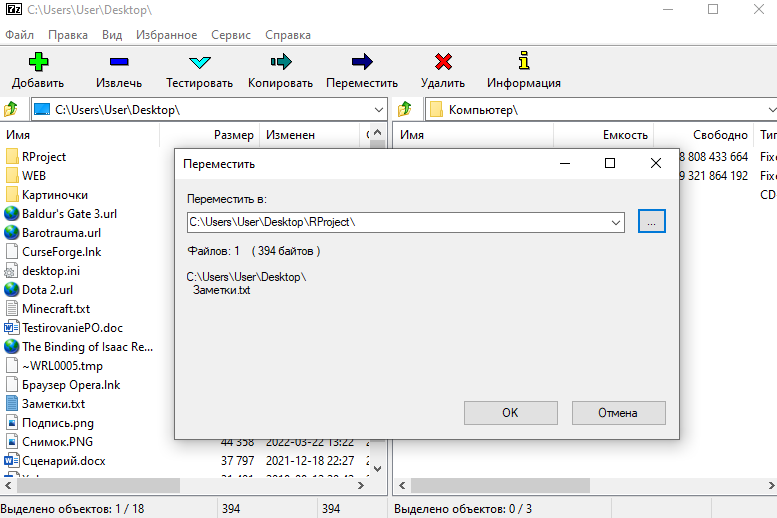 7z C:\Users\User\Desktop\
Файл Правка Вид Избранное Сервис Справка
Добавить Извлечь Тестировать Копировать Переместить Удалить Информация
C:\Users\User\Desktop\ Компьютер\
Имя Размер Изменен Имя Емкость Свободно Тип
RProject 8 808 433 664 Fixe
WEB 9 321 864 192 Fixe
Картиночки CD
Baldur's Gate 3.url
Barotrauma.url
CurseForge.lnk
desktop.ini
Dota 2.url
Minecraft.txt
TestirovaniePO.doc
The Binding of Isaac Re...
~WRL0005.tmp
Браузер Opera.lnk
Заметки.txt
Подпись.png
Снимок.PNG 44 358 2022-03-22 13:22 2
Сценарий.docx 37 797 2021-12-18 22:27 2
Переместить
Переместить в:
C:\Users\User\Desktop\RProject\ ...
Файлов: 1 ( 394 байтов )
C:\Users\User\Desktop\
Заметки.txt
OK Отмена
Выделено объектов: 1 / 18 394 394 Выделено объектов: 0 / 3